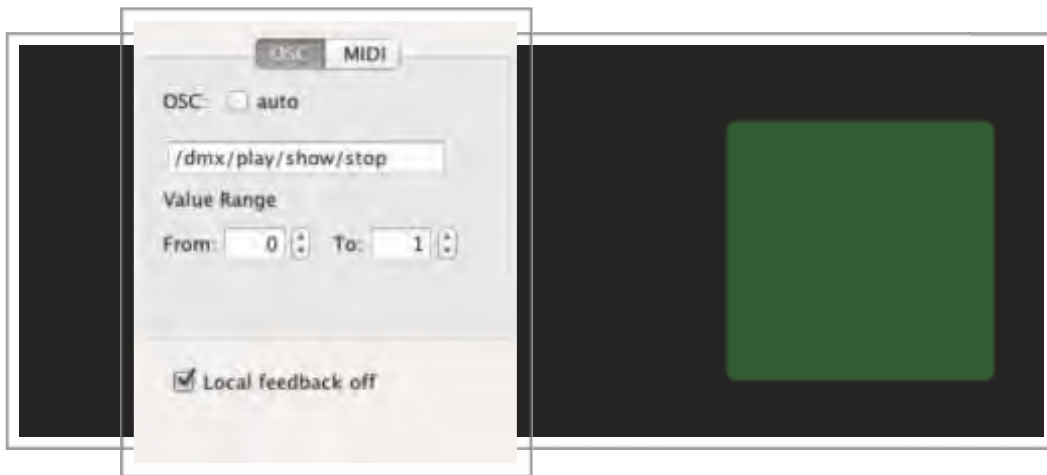 OSC MIDI
OSC: auto
/dmx/play/show/stop
Value Range
From: 0 To: 1
Local feedback off